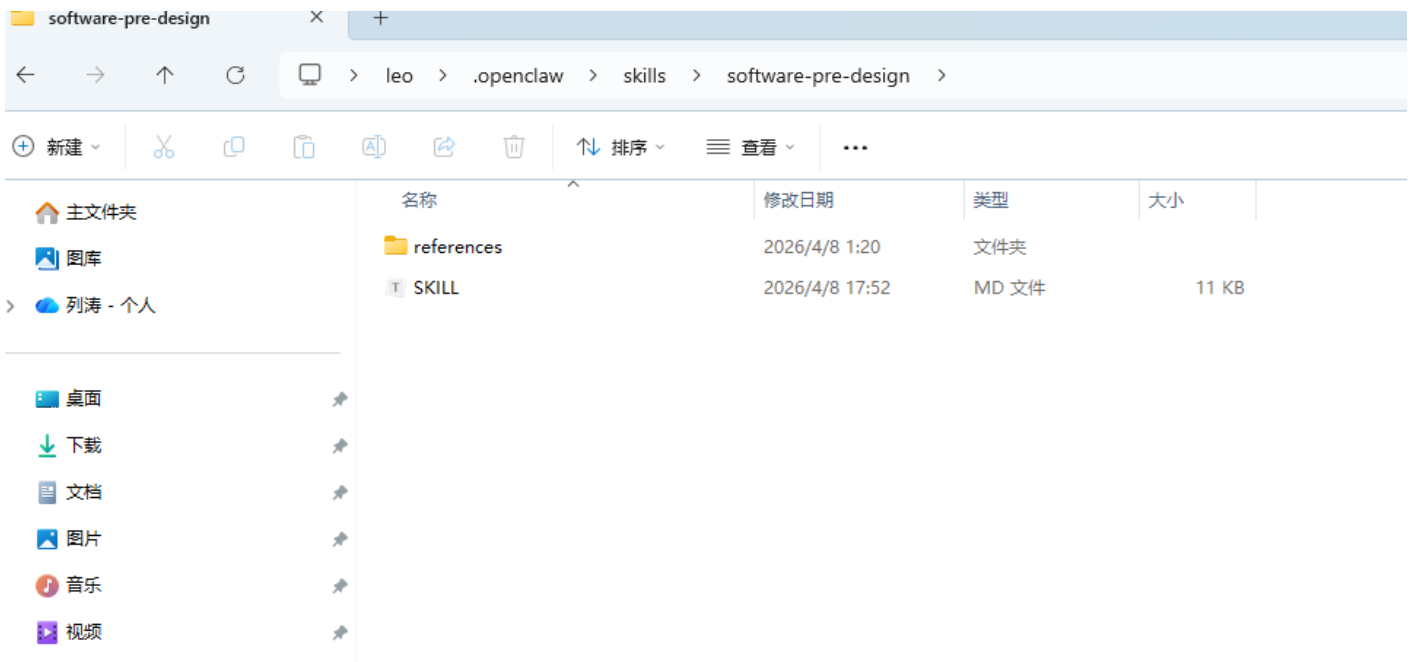 software-pre-design
leo > .openclaw > skills > software-pre-design >
新建 排序 查看 ...
名称 修改日期 类型 大小
主文件夹
图库
列涛 - 个人
references 2026/4/8 1:20 文件夹
SKILL 2026/4/8 17:52 MD 文件 11 KB
桌面
下载
文档
图片
音乐
视频